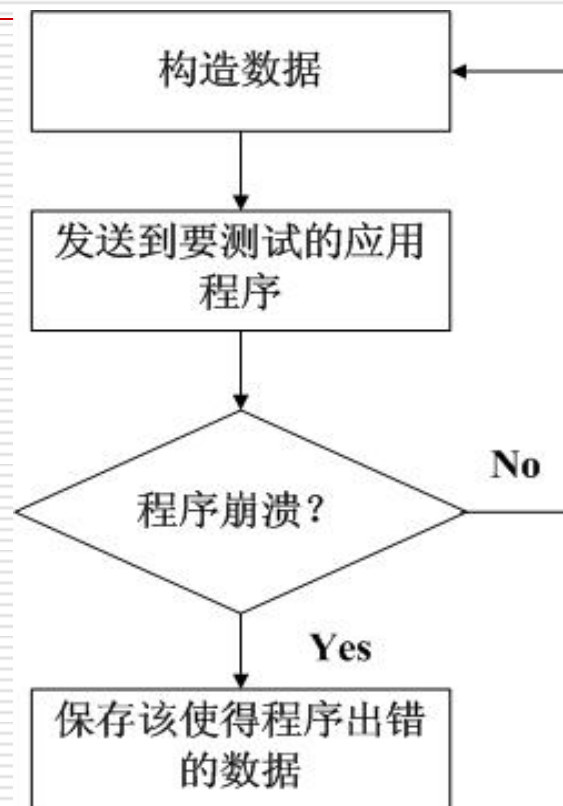 构造数据
发送到要测试的应用
程序
程序崩溃?
No
Yes
保存该使得程序出错
的数据